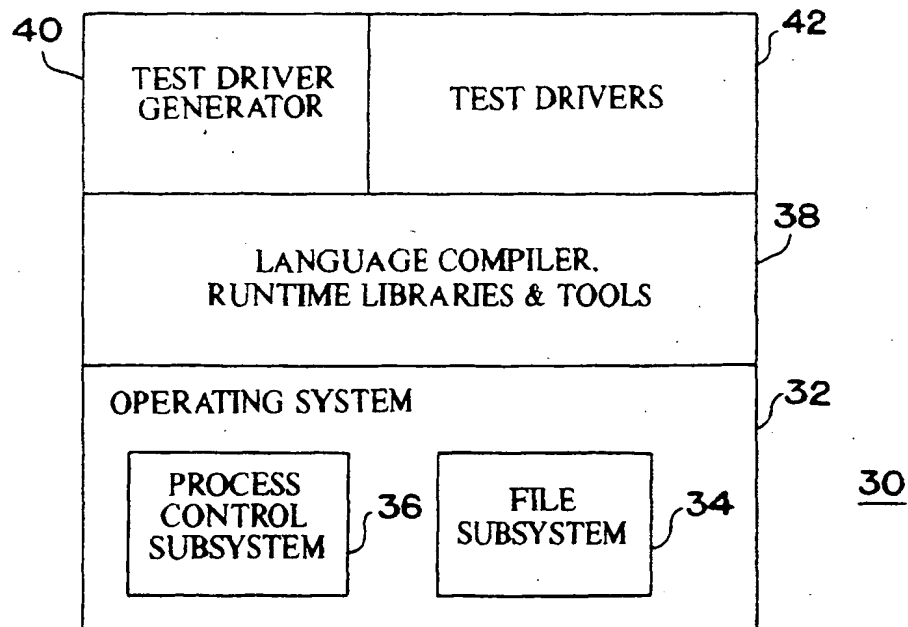 40
42
TEST DRIVER
GENERATOR
TEST DRIVERS
38
LANGUAGE COMPILER.
RUNTIME LIBRARIES & TOOLS
32
OPERATING SYSTEM
PROCESS
CONTROL
SUBSYSTEM
36
FILE
SUBSYSTEM
34
30